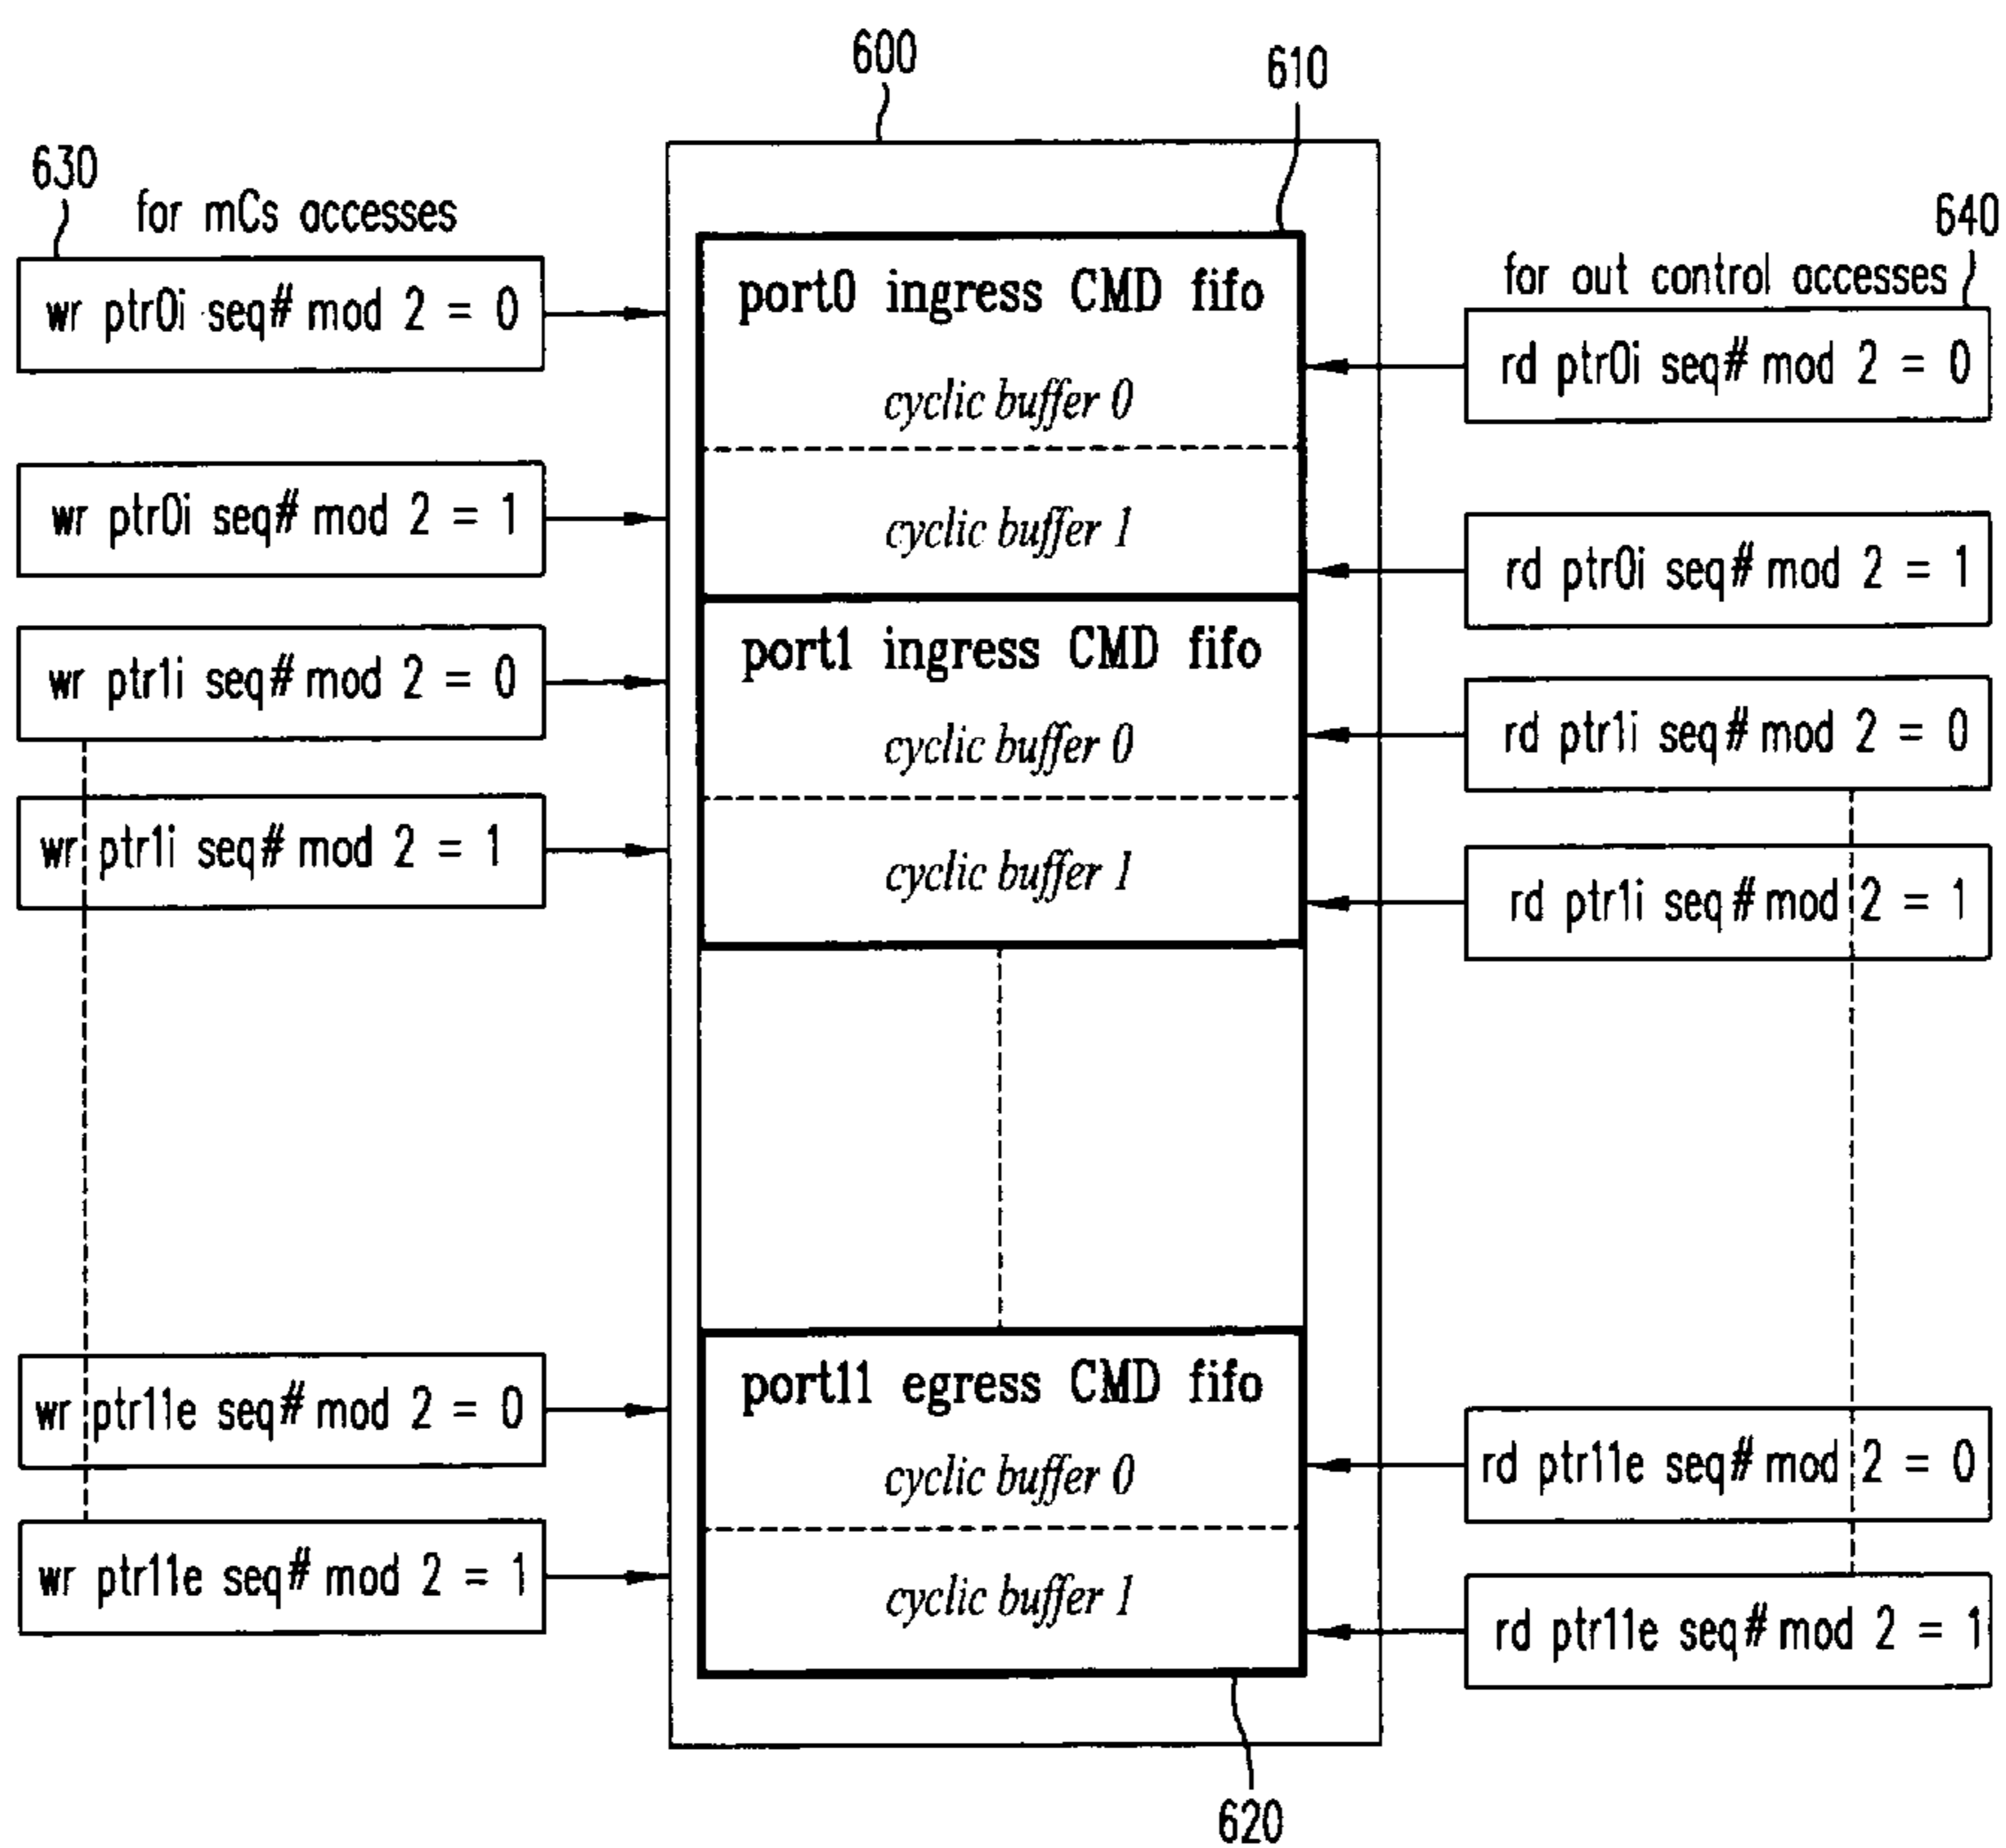 600
610
630
for mCs accesses
640
for out control accesses
wr ptr0i seq# mod 2 = 0
port0 ingress CMD fifo
rd ptr0i seq# mod 2 = 0
cyclic buffer 0
wr ptr0i seq# mod 2 = 1
cyclic buffer 1
rd ptr0i seq# mod 2 = 1
wr ptr1i seq# mod 2 = 0
port1 ingress CMD fifo
rd ptr1i seq# mod 2 = 0
cyclic buffer 0
wr ptr1i seq# mod 2 = 1
cyclic buffer 1
rd ptr1i seq# mod 2 = 1
wr ptr11e seq# mod 2 = 0
port11 egress CMD fifo
rd ptr11e seq# mod 2 = 0
cyclic buffer 0
wr ptr11e seq# mod 2 = 1
cyclic buffer 1
rd ptr11e seq# mod 2 = 1
620